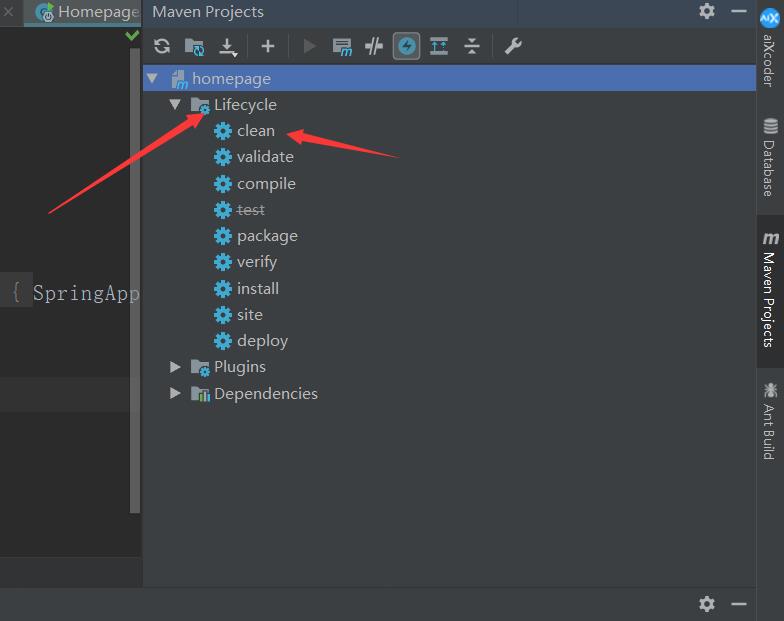 Homepage
Maven Projects
homepage
Lifecycle
clean
validate
compile
test
package
verify
install
site
deploy
Plugins
Dependencies
{ SpringApp
aiXcoder
Database
Maven Projects
Ant Build